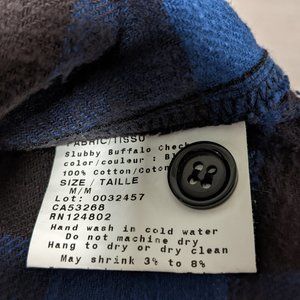 FABRIC/TISSU
Slubby Buffalo Check
color/colour : Bl
100% Cotton/Coton
SIZE / TAILLE
M/M
Lot: 0032457
CA53268
RN124802
Hand wash in cold water
Do not machine dry
Hang to dry or dry clean
May shrink 3% to 8%